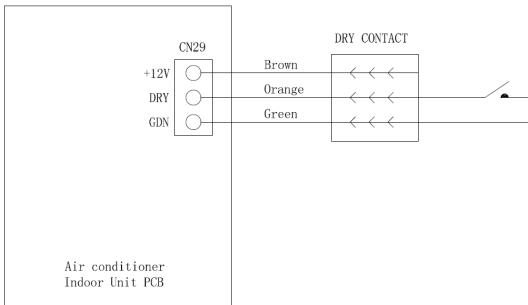 DRY CONTACT
CN29
+12V
Brown
DRY
Orange
GDN
Green
Air conditioner
Indoor Unit PCB